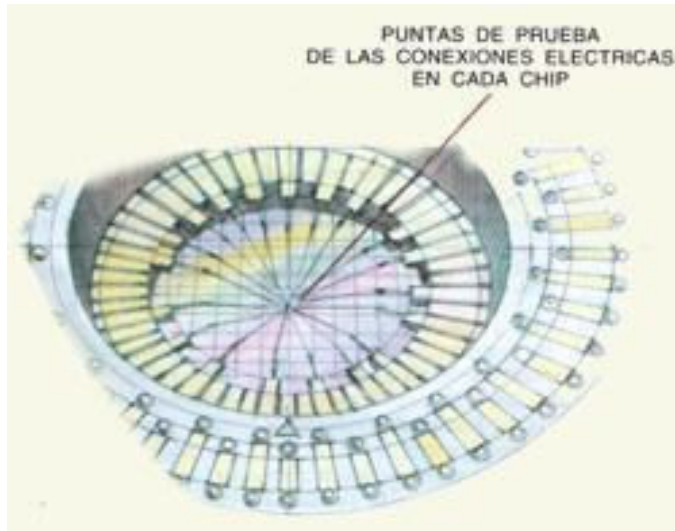 PUNTAS DE PRUEBA
DE LAS CONEXIONES ELECTRICAS
EN CADA CHIP